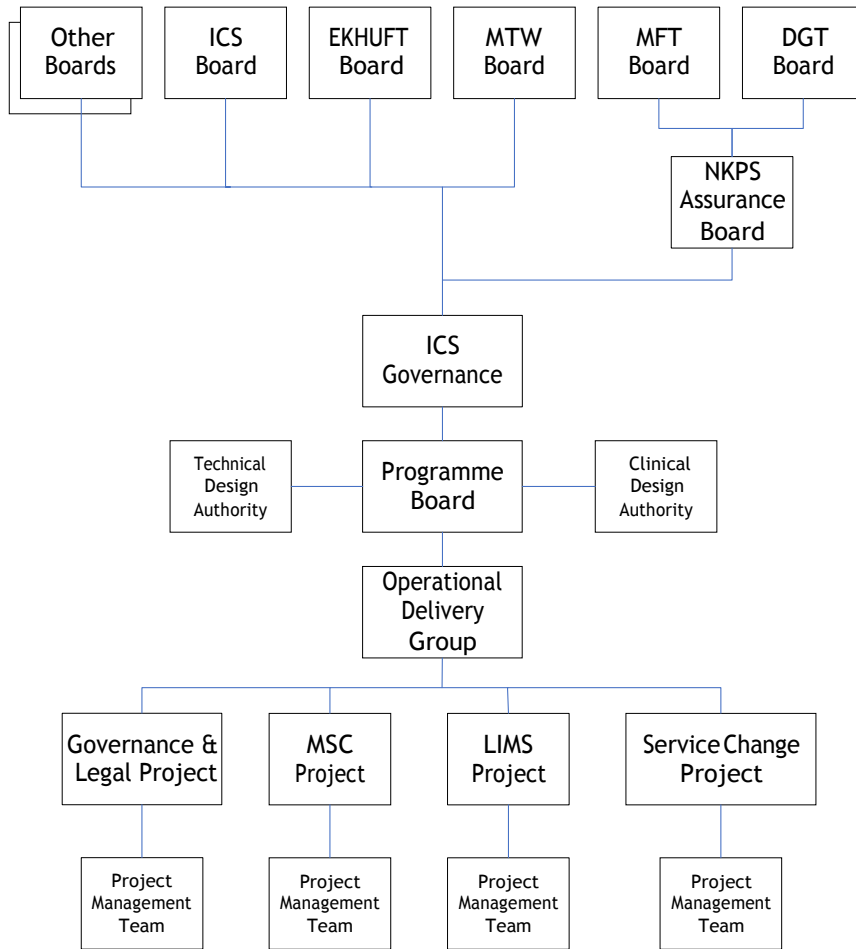 Other
Boards
ICS
Board
EKHUFT
Board
MTW
Board
MFT
Board
DGT
Board
NKPS
Assurance
Board
ICS
Governance
Technical
Design
Authority
Programme
Board
Clinical
Design
Authority
Operational
Delivery
Group
Governance &
Legal Project
MSC
Project
LIMS
Project
Service Change
Project
Project
Management
Team
Project
Management
Team
Project
Management
Team
Project
Management
Team